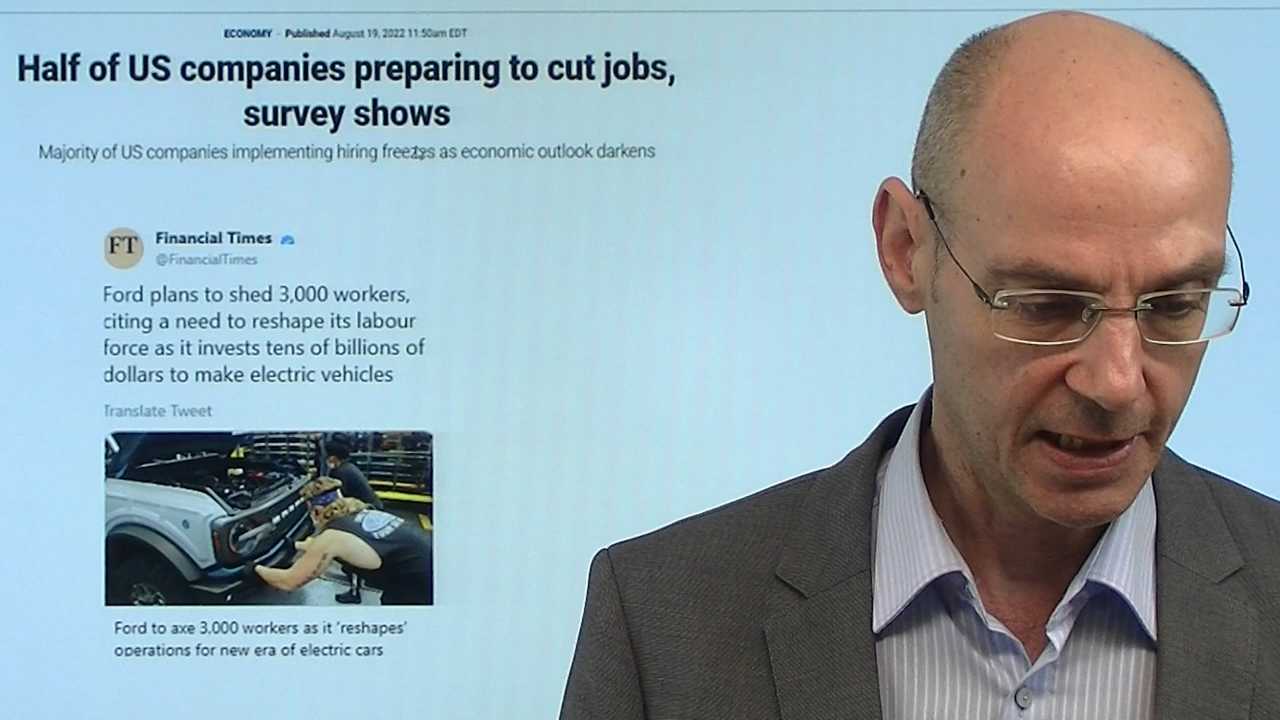 ECONOMY · Published August 19, 2022 11:50am EDT
Half of US companies preparing to cut jobs,
survey shows
Majority of US companies implementing hiring freezes as economic outlook darkens
FT
Financial Times
@FinancialTimes
Ford plans to shed 3,000 workers,
citing a need to reshape its labour
force as it invests tens of billions of
dollars to make electric vehicles
Translate Tweet
Ford to axe 3,000 workers as it ‘reshapes’
operations for new era of electric cars